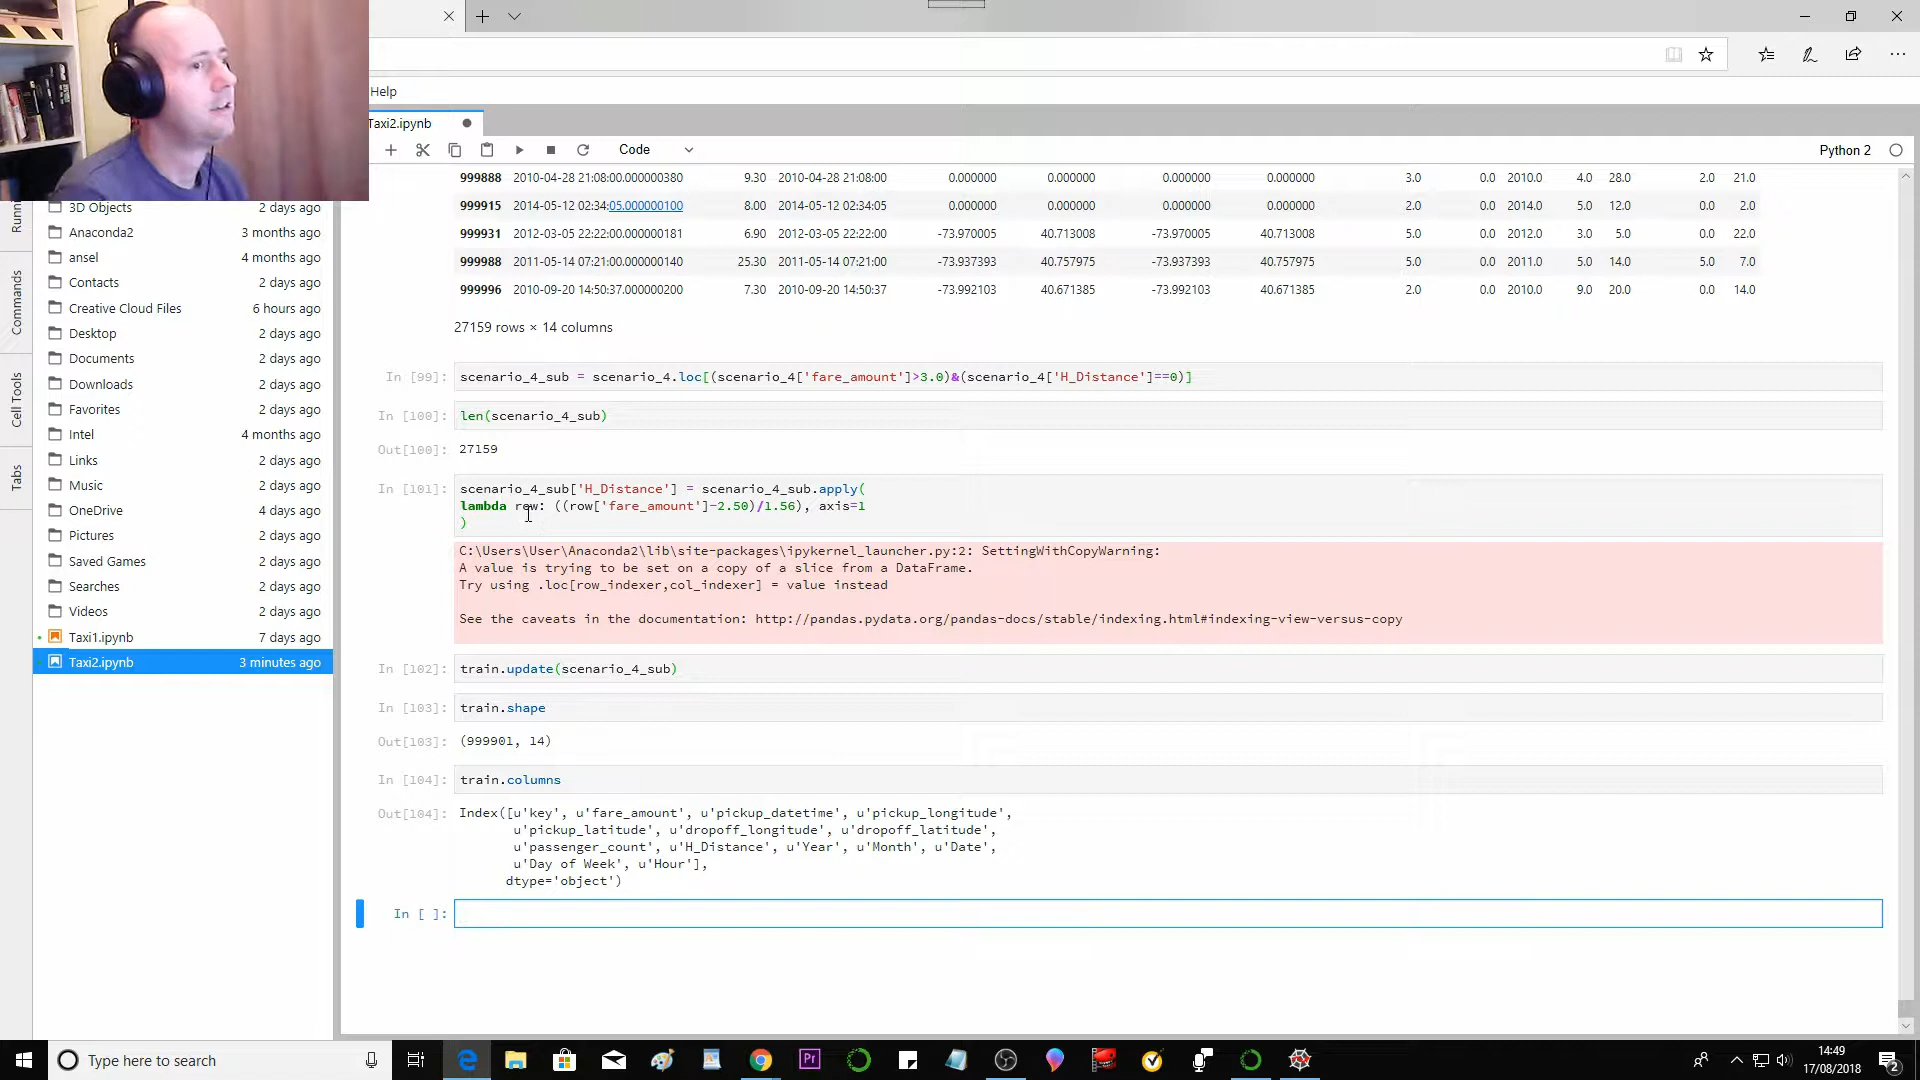 Help
Taxi2.ipynb
Code
Python 2
999888 2010-04-28 21:08:00.000000380 9.30 2010-04-28 21:08:00 0.000000 0.000000 0.000000 0.000000 3.0 0.0 2010.0 4.0 28.0 2.0 21.0
999915 2014-05-12 02:34:05.000000100 8.00 2014-05-12 02:34:05 0.000000 0.000000 0.000000 0.000000 2.0 0.0 2014.0 5.0 12.0 0.0 2.0
999931 2012-03-05 22:22:00.000000181 6.90 2012-03-05 22:22:00 -73.970005 40.713008 -73.970005 40.713008 5.0 0.0 2012.0 3.0 5.0 0.0 22.0
999988 2011-05-14 07:21:00.000000140 25.30 2011-05-14 07:21:00 -73.937393 40.757975 -73.937393 40.757975 5.0 0.0 2011.0 5.0 14.0 5.0 7.0
999996 2010-09-20 14:50:37.000000200 7.30 2010-09-20 14:50:37 -73.992103 40.671385 -73.992103 40.671385 2.0 0.0 2010.0 9.0 20.0 0.0 14.0
27159 rows × 14 columns
In [99]: scenario_4_sub = scenario_4.loc[(scenario_4['fare_amount']>3.0)&(scenario_4['H_Distance']==0)]
In [100]: len(scenario_4_sub)
Out[100]: 27159
In [101]: scenario_4_sub['H_Distance'] = scenario_4_sub.apply(
lambda row: ((row['fare_amount']-2.50)/1.56), axis=1
)
C:\Users\User\Anaconda2\lib\site-packages\ipykernel_launcher.py:2: SettingWithCopyWarning:
A value is trying to be set on a copy of a slice from a DataFrame.
Try using .loc[row_indexer,col_indexer] = value instead
See the caveats in the documentation: http://pandas.pydata.org/pandas-docs/stable/indexing.html#indexing-view-versus-copy
In [102]: train.update(scenario_4_sub)
In [103]: train.shape
Out[103]: (999901, 14)
In [104]: train.columns
Out[104]: Index([u'key', u'fare_amount', u'pickup_datetime', u'pickup_longitude',
u'pickup_latitude', u'dropoff_longitude', u'dropoff_latitude',
u'passenger_count', u'H_Distance', u'Year', u'Month', u'Date',
u'Day of Week', u'Hour'],
dtype='object')
In [ ]:
Commands
Cell Tools
Tabs
3D Objects 2 days ago
Anaconda2 3 months ago
ansel 4 months ago
Contacts 2 days ago
Creative Cloud Files 6 hours ago
Desktop 2 days ago
Documents 2 days ago
Downloads 2 days ago
Favorites 2 days ago
Intel 4 months ago
Links 2 days ago
Music 2 days ago
OneDrive 4 days ago
Pictures 2 days ago
Saved Games 2 days ago
Searches 2 days ago
Videos 2 days ago
Taxi1.ipynb 7 days ago
Taxi2.ipynb 3 minutes ago
Type here to search
Pr
14:49
17/08/2018
2